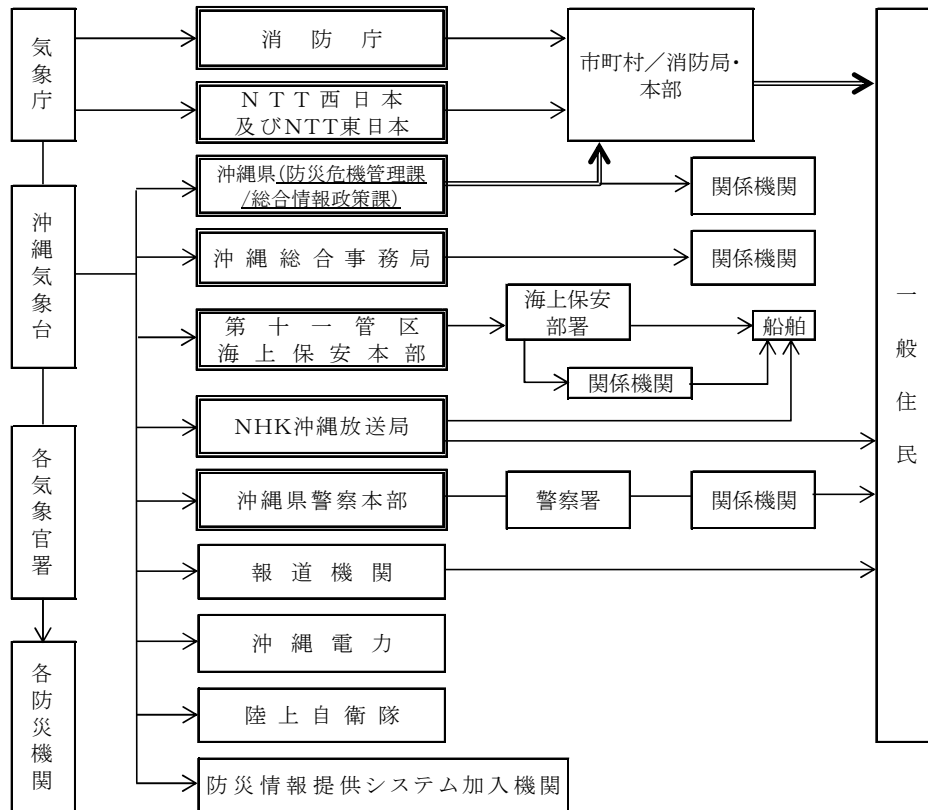 気象庁
消防庁
市町村／消防局・
本部
NTT西日本
及びNTT東日本
沖縄県(防災危機管理課
/総合情報政策課)
関係機関
沖縄気象台
沖縄総合事務局
関係機関
第十一管区
海上保安本部
海上保安
部署
船舶
関係機関
NHK沖縄放送局
各気象官署
沖縄県警察本部
警察署
関係機関
報道機関
沖縄電力
各防災機関
陸上自衛隊
防災情報提供システム加入機関
一般住民